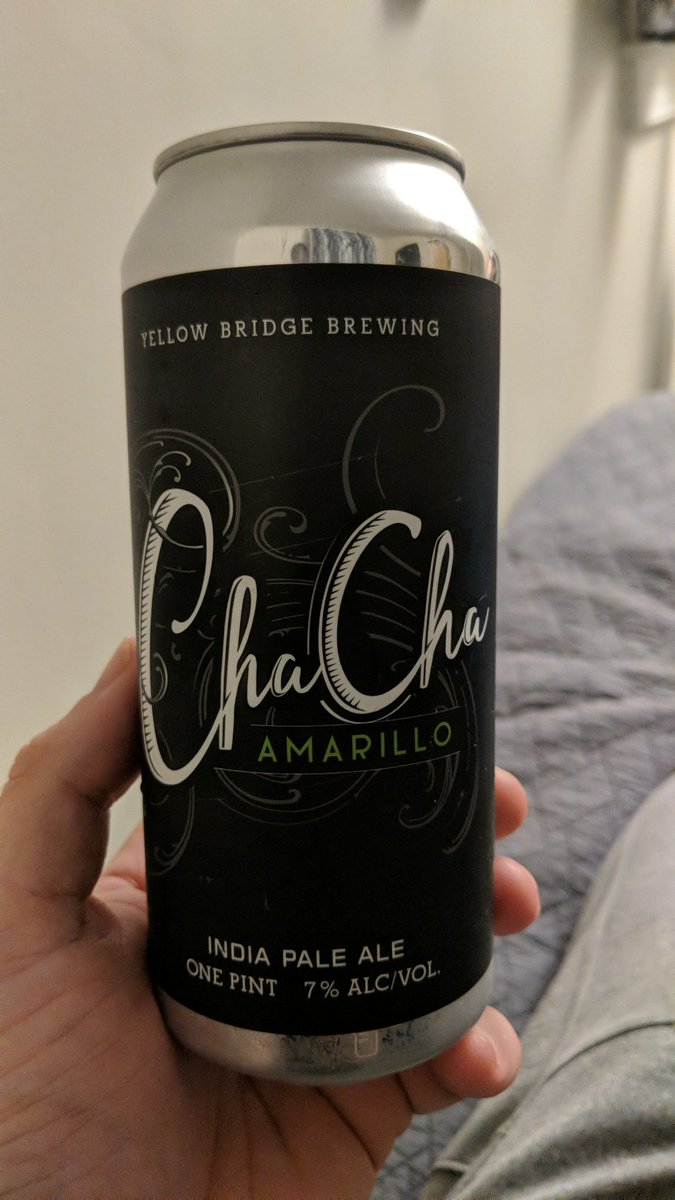 YELLOW BRIDGE BREWING
ChaCha
AMARILLO
INDIA PALE ALE
ONE PINT 7% ALC/VOL.